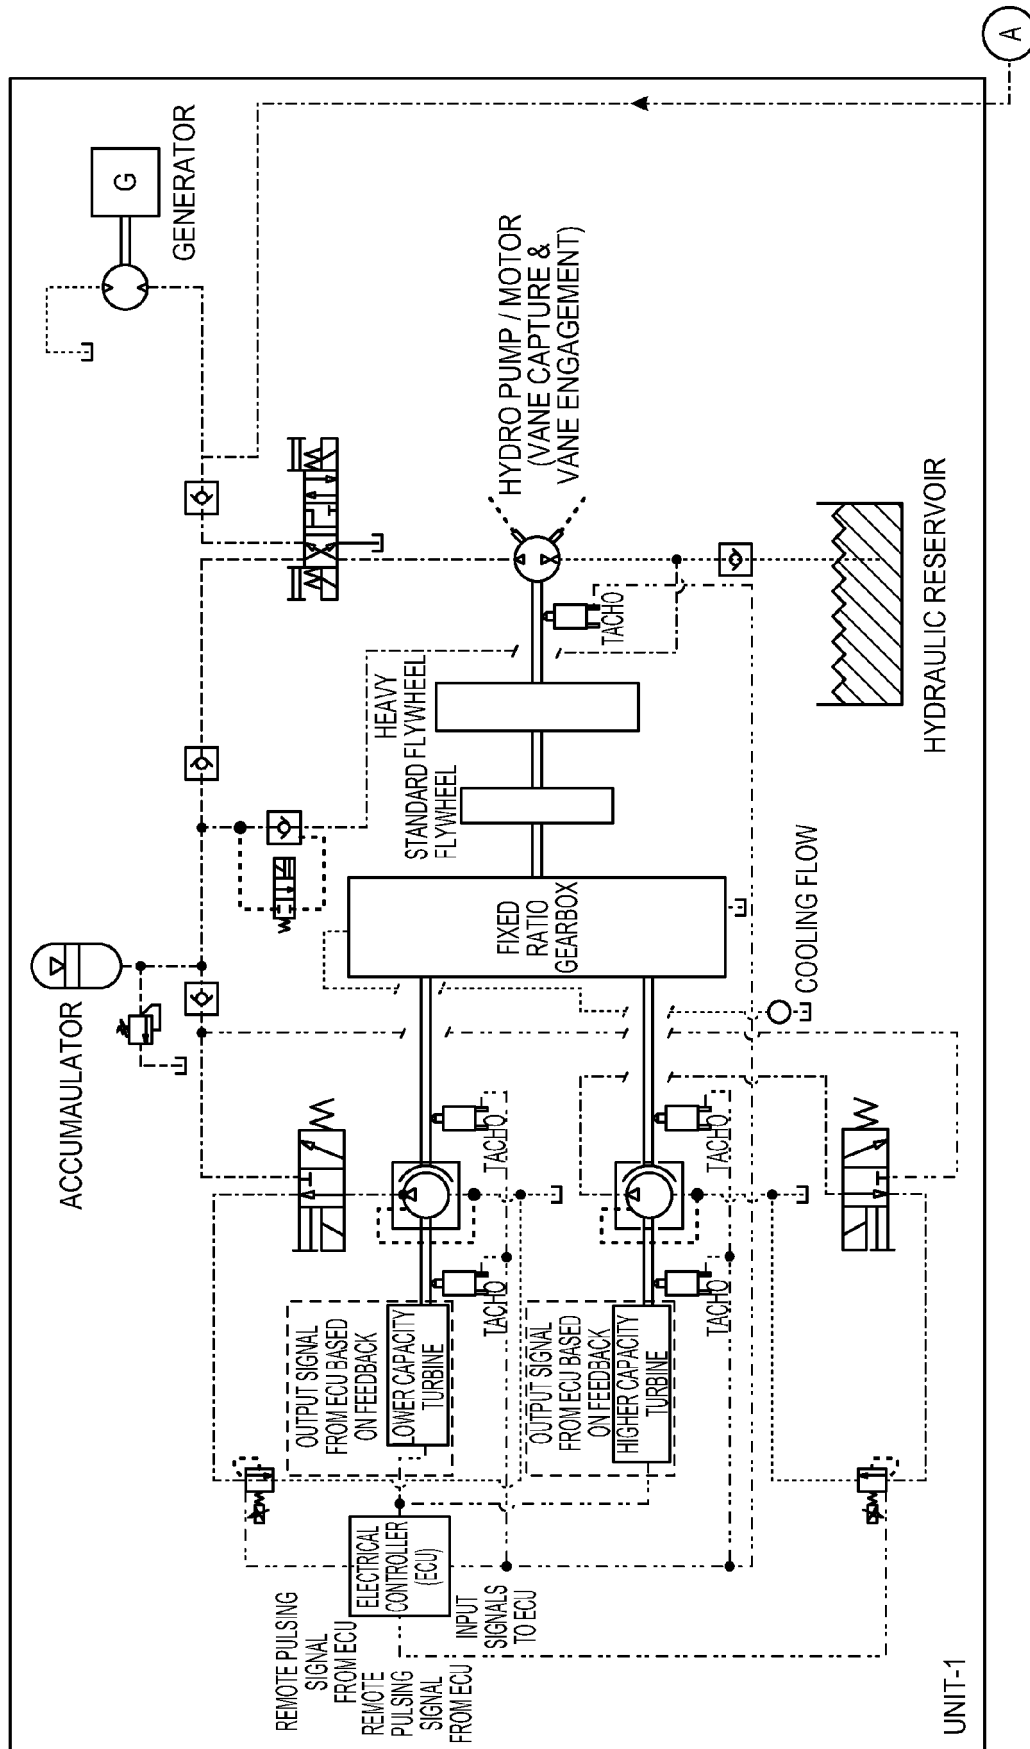 A
G
GENERATOR
HYDRO PUMP / MOTOR
(VANE CAPTURE &
VANE ENGAGEMENT)
HYDRAULIC RESERVOIR
TACHO
HEAVY
STANDARD FLYWHEEL
FLYWHEEL
FIXED
RATIO
GEARBOX
COOLING FLOW
ACCUMAULATOR
TACHO
TACHO
TACHO
TACHO
OUTPUT SIGNAL
FROM ECU BASED
ON FEEDBACK
LOWER CAPACITY
TURBINE
OUTPUT SIGNAL
FROM ECU BASED
ON FEEDBACK
HIGHER CAPACITY
TURBINE
ELECTRICAL
CONTROLLER
(ECU)
REMOTE PULSING
SIGNAL
FROM ECU
REMOTE
PULSING
SIGNAL
FROM ECU
INPUT
SIGNALS
TO ECU
UNIT-1